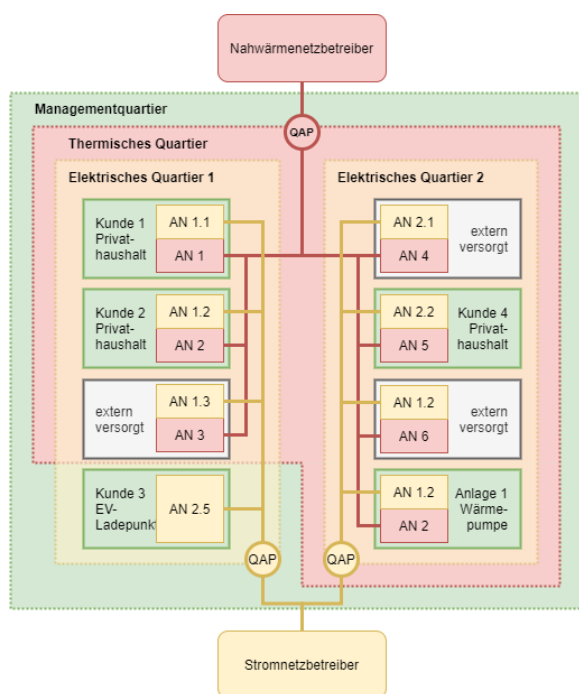 Nahwärmenetzbetreiber
Managementquartier
QAP
Thermisches Quartier
Elektrisches Quartier 1
Elektrisches Quartier 2
Kunde 1
Privat-
haushalt
AN 1.1
AN 1
Kunde 2
Privat-
haushalt
AN 1.2
AN 2
extern
versorgt
AN 1.3
AN 3
Kunde 3
EV-
Ladepunkt
AN 2.5
AN 2.1
AN 4
extern
versorgt
AN 2.2
AN 5
Kunde 4
Privat-
haushalt
AN 1.2
AN 6
extern
versorgt
AN 1.2
AN 2
Anlage 1
Wärme-
pumpe
QAP
QAP
Stromnetzbetreiber